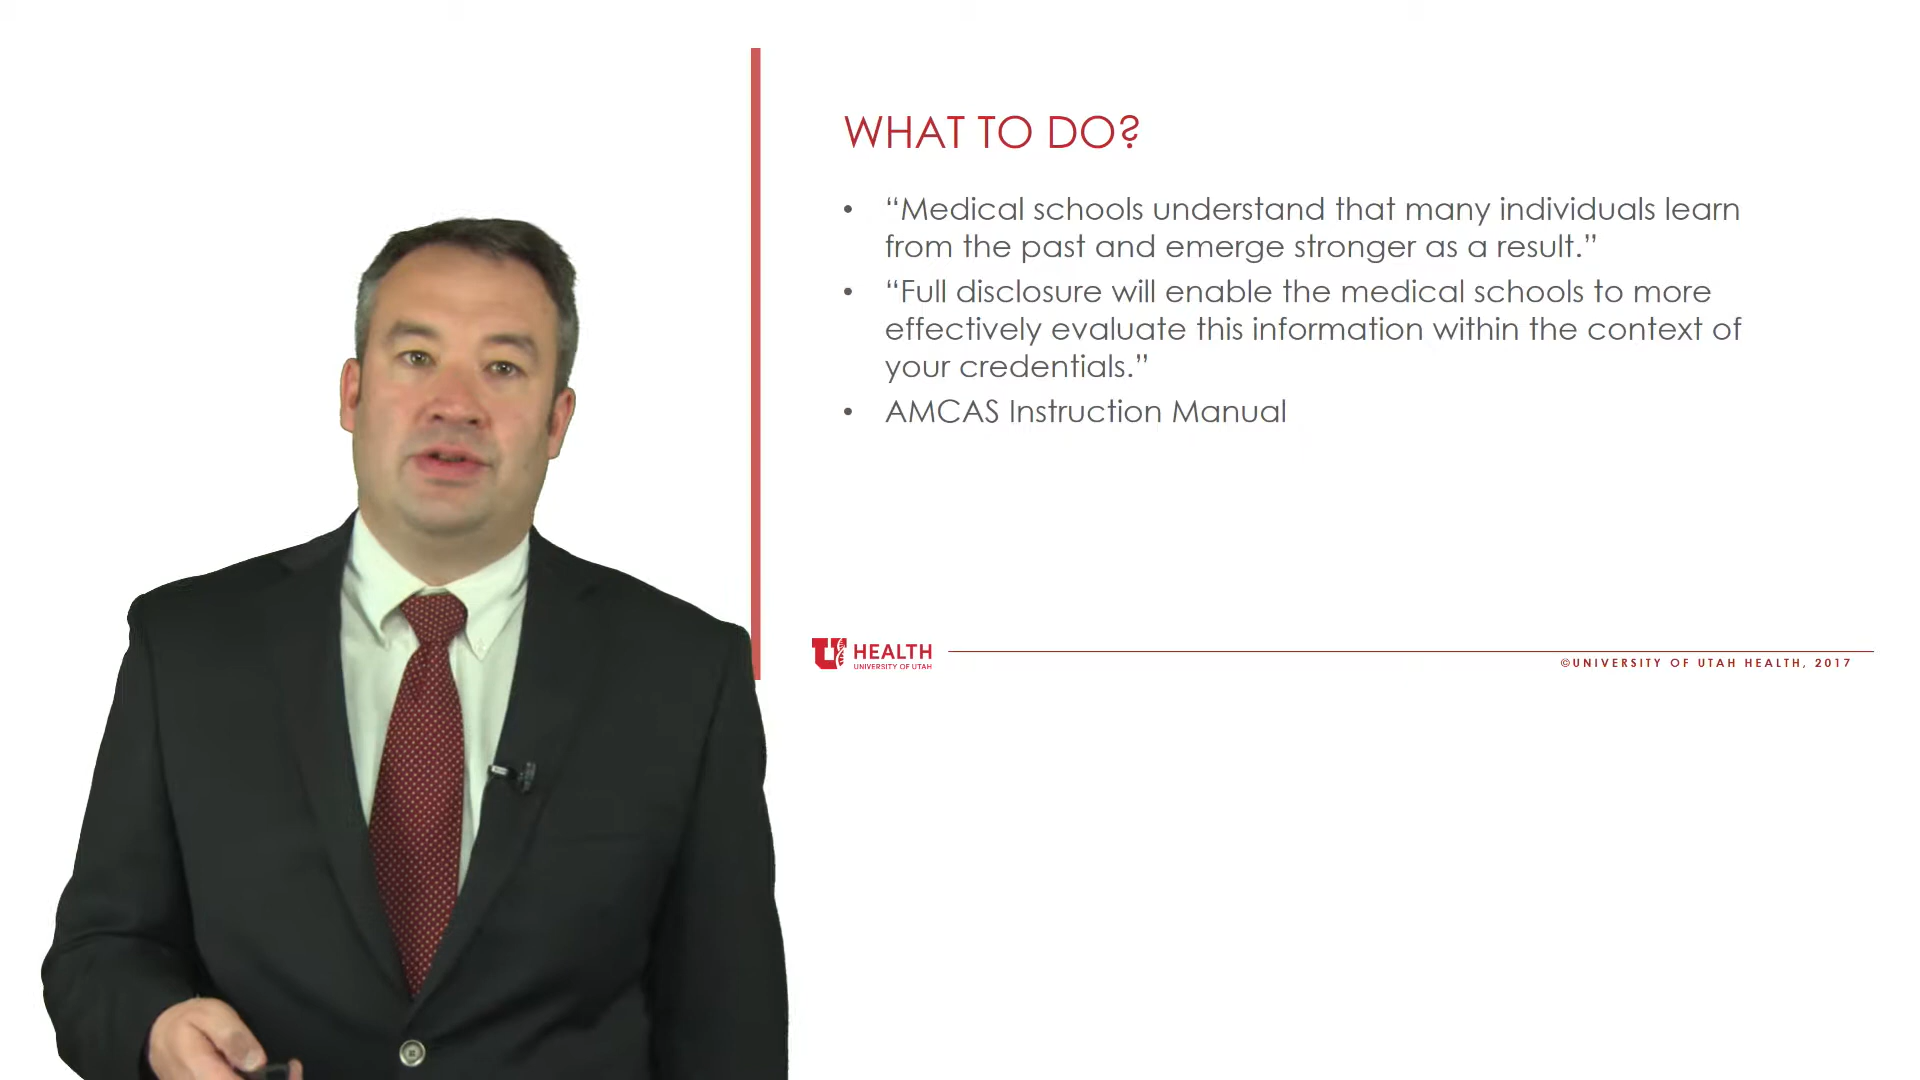 WHAT TO DO?
• “Medical schools understand that many individuals learn
from the past and emerge stronger as a result.”
• “Full disclosure will enable the medical schools to more
effectively evaluate this information within the context of
your credentials.”
• AMCAS Instruction Manual
U HEALTH
UNIVERSITY OF UTAH
©UNIVERSITY OF UTAH HEALTH, 2017